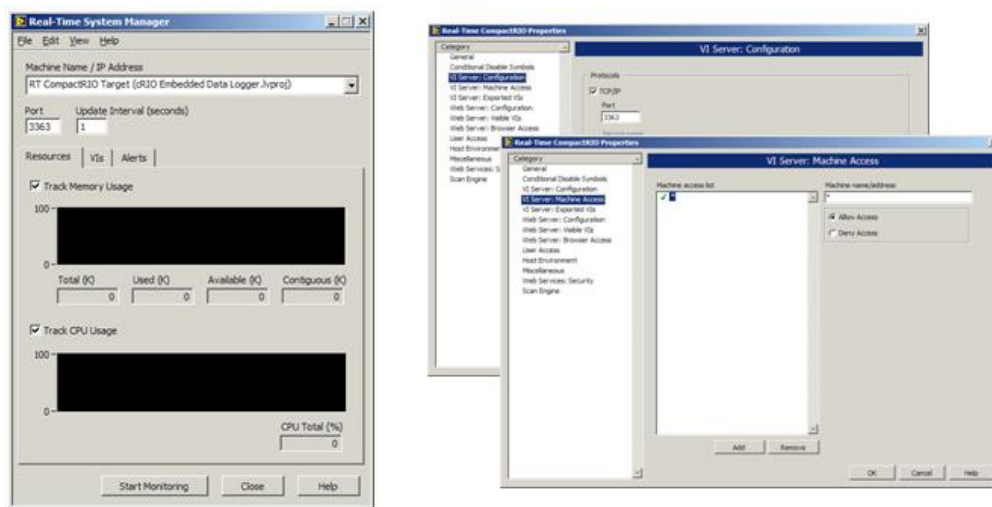 Real-Time System Manager
File Edit View Help
Machine Name / IP Address
RT CompactRIO Target (cRIO Embedded Data Logger.lvproj)
Port Update Interval (seconds)
3363 1
Resources VIs Alerts
Track Memory Usage
100
0
Total (K) Used (K) Available (K) Contiguous (K)
0 0 0 0
Track CPU Usage
100
0
CPU Total (%)
0
Start Monitoring Close Help
Real-Time CompactRIO Properties
Category
General
Conditional Disable Symbols
VI Server: Configuration
VI Server: Machine Access
VI Server: Exported VIs
Web Server: Configuration
Web Server: Visible VIs
Web Server: Browser Access
User Access
Host Environment
Miscellaneous
Web Services: S
Scan Engine
VI Server: Configuration
Protocols
TCP/IP
Port
3363
Real-Time CompactRIO Properties
Category
General
Conditional Disable Symbols
VI Server: Configuration
VI Server: Machine Access
VI Server: Exported VIs
Web Server: Configuration
Web Server: Visible VIs
Web Server: Browser Access
User Access
Host Environment
Miscellaneous
Web Services: Security
Scan Engine
VI Server: Machine Access
Machine access list
*
Machine name/address
*
Allow Access
Deny Access
Add Remove
OK Cancel Help